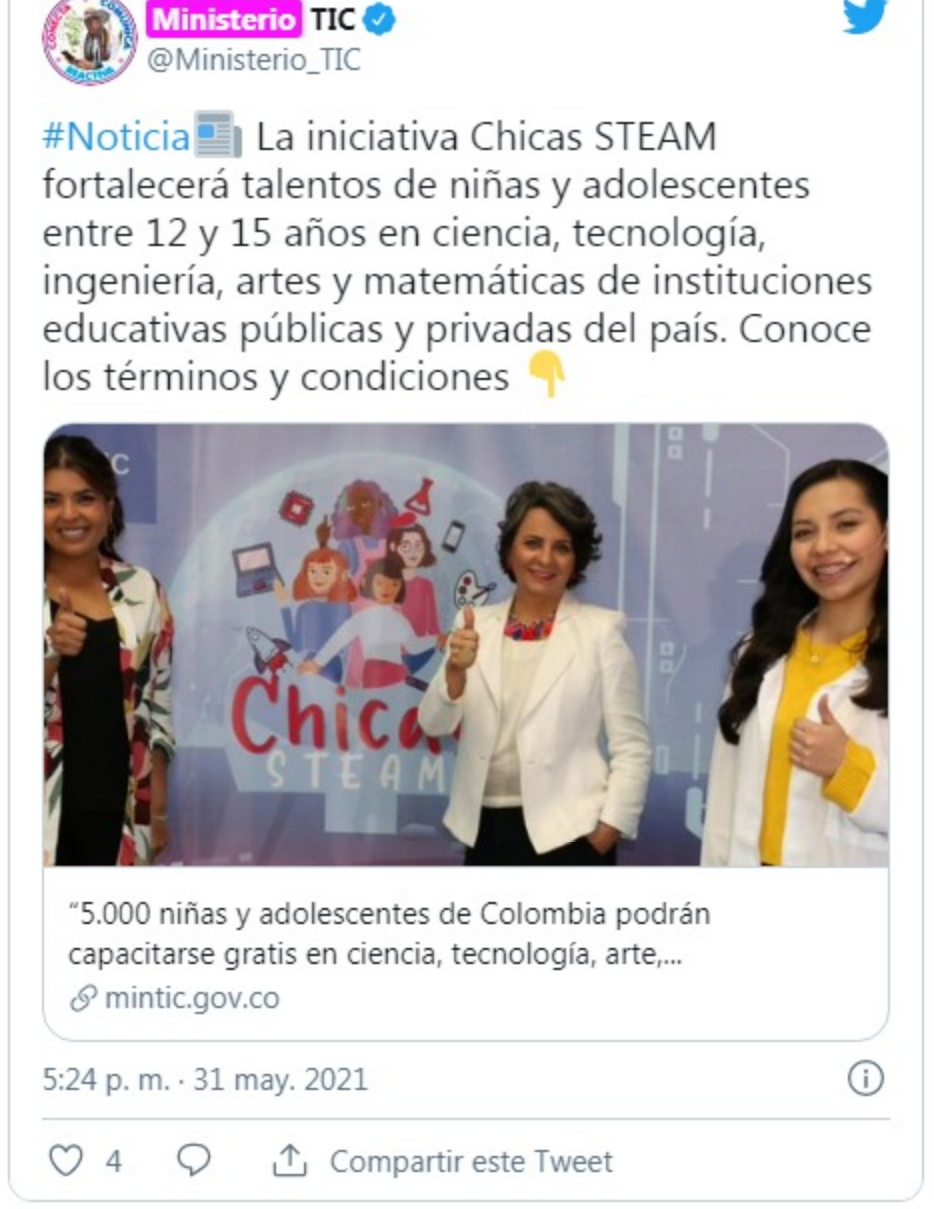 Ministerio TIC
@Ministerio_TIC
#Noticia📰 La iniciativa Chicas STEAM
fortalecerá talentos de niñas y adolescentes
entre 12 y 15 años en ciencia, tecnología,
ingeniería, artes y matemáticas de instituciones
educativas públicas y privadas del país. Conoce
los términos y condiciones 👇
Chica
STEAM
“5.000 niñas y adolescentes de Colombia podrán
capacitarse gratis en ciencia, tecnología, arte,...
mintic.gov.co
5:24 p. m. · 31 may. 2021
4
Compartir este Tweet